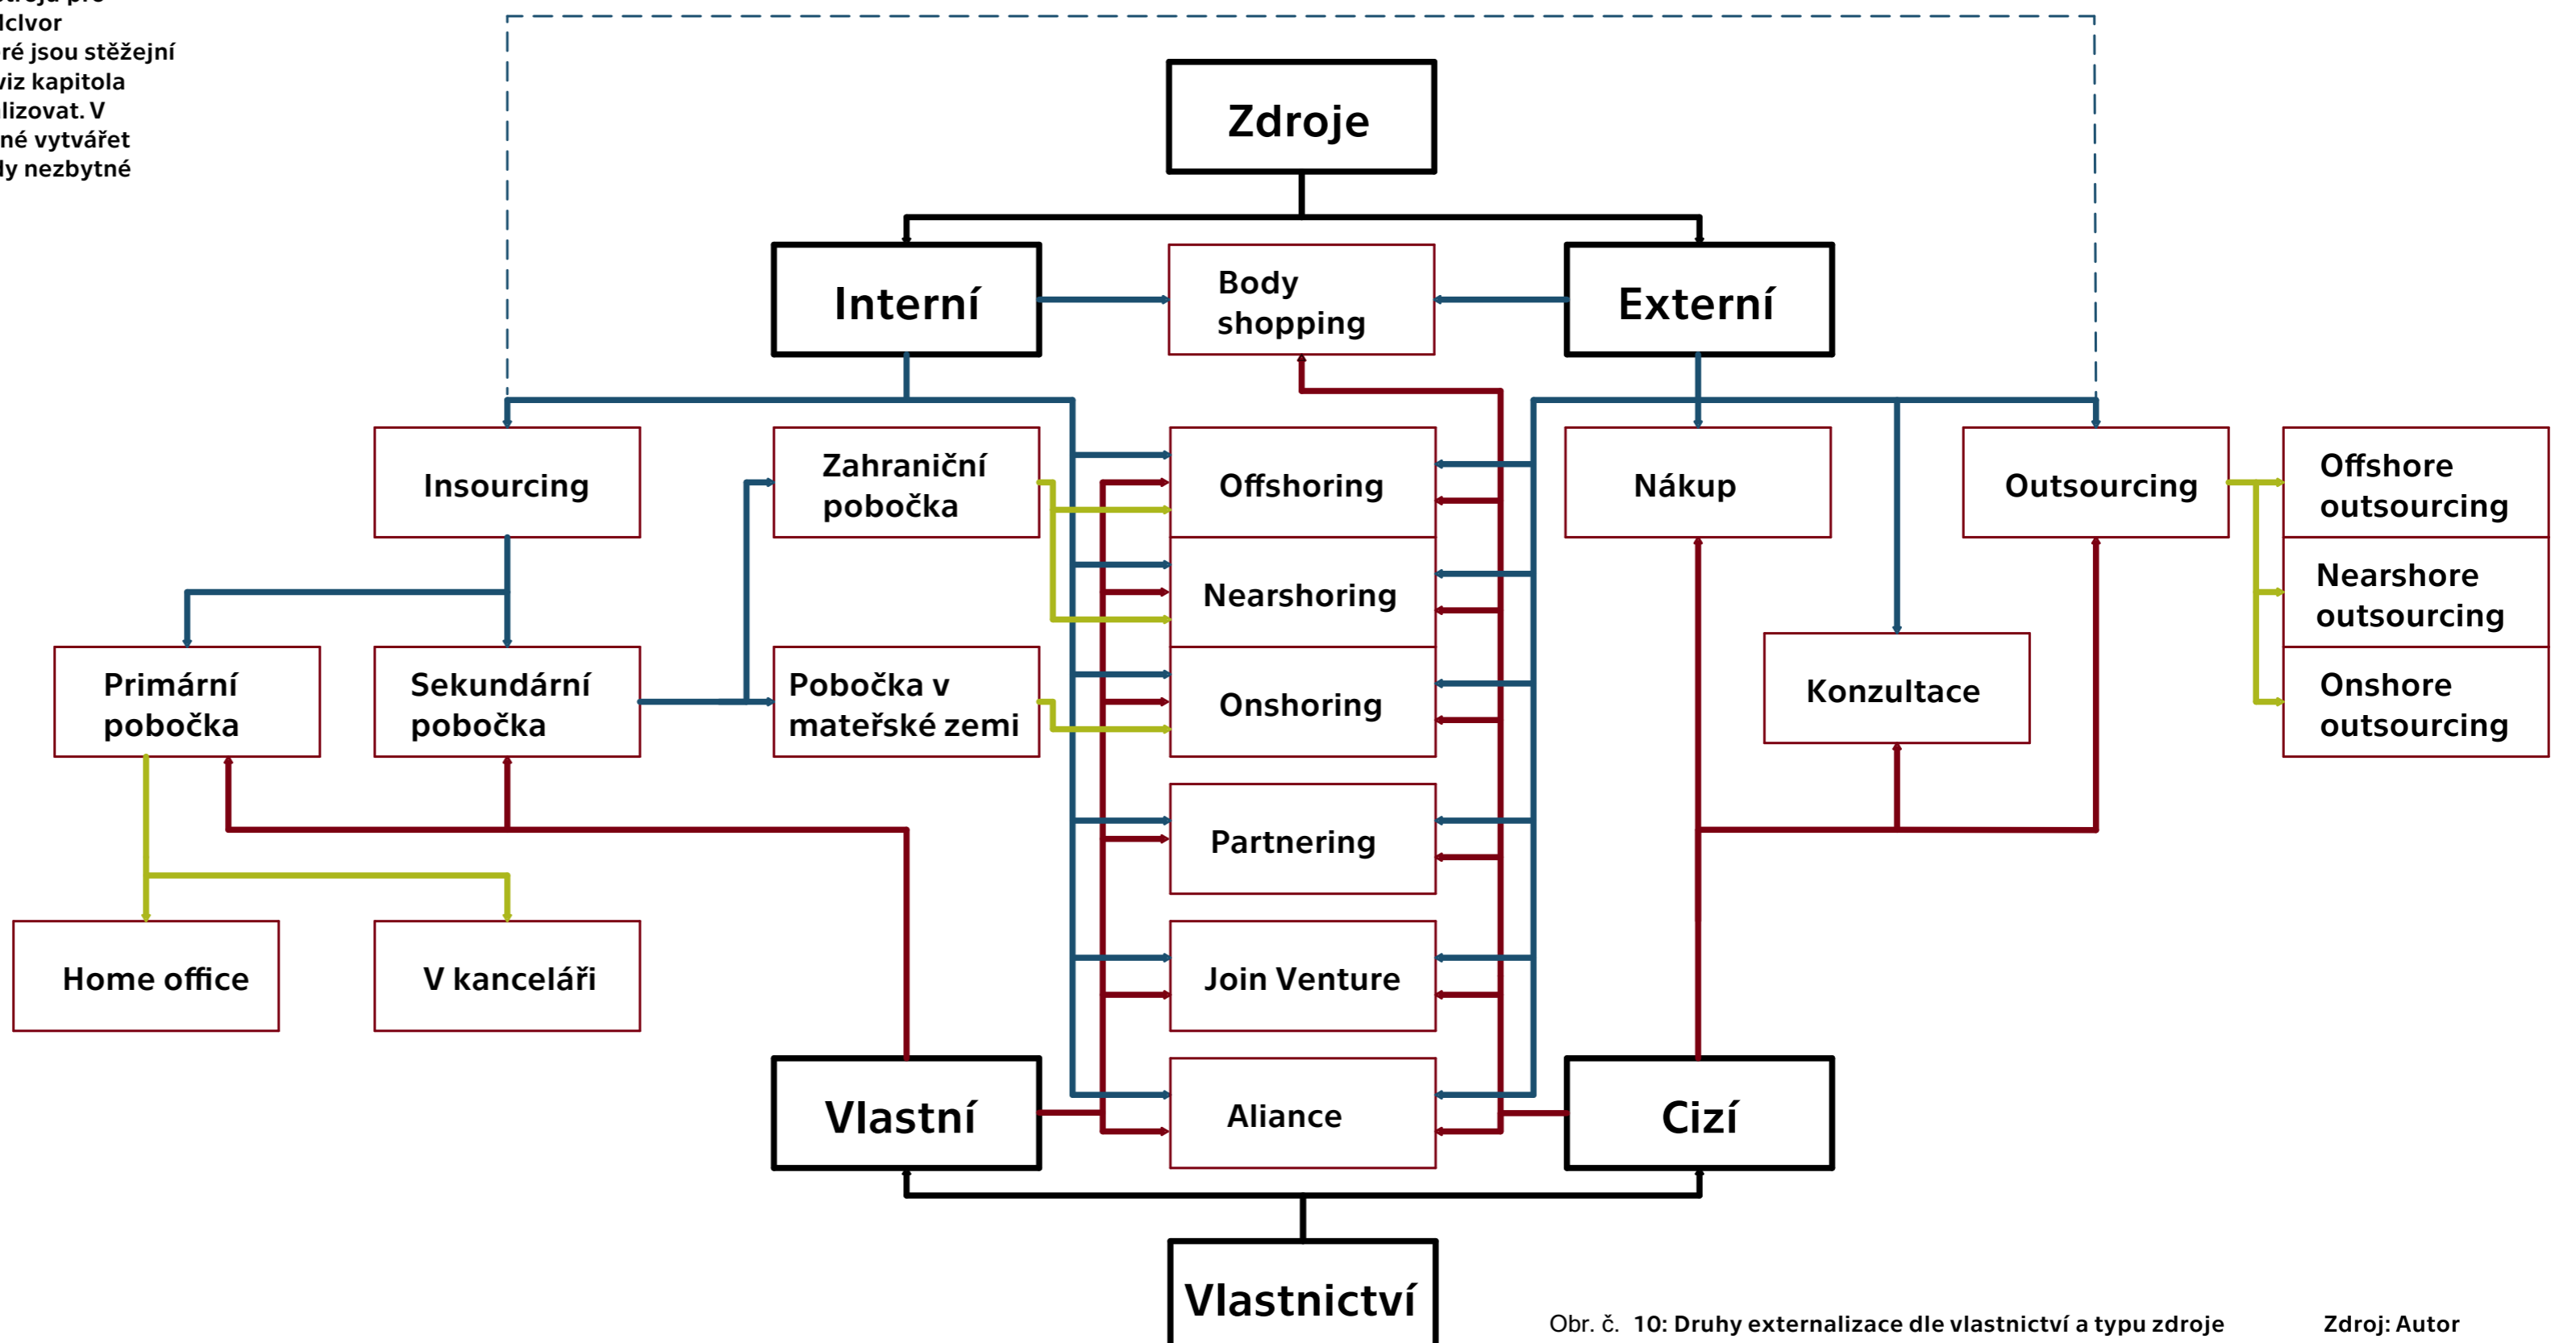 ré jsou stěžejní
viz kapitola
lizovat. V
né vytvářet
ly nezbytné
Zdroje
Interní
Body
shopping
Externí
Insourcing
Zahraniční
pobočka
Offshoring
Nákup
Outsourcing
Offshore
outsourcing
Nearshoring
Nearshore
outsourcing
Primární
pobočka
Sekundární
pobočka
Pobočka v
mateřské zemi
Onshoring
Konzultace
Onshore
outsourcing
Partnering
Home office
V kanceláři
Join Venture
Vlastní
Aliance
Cizí
Vlastnictví
Obr. č. 10: Druhy externalizace dle vlastnictví a typu zdroje Zdroj: Autor